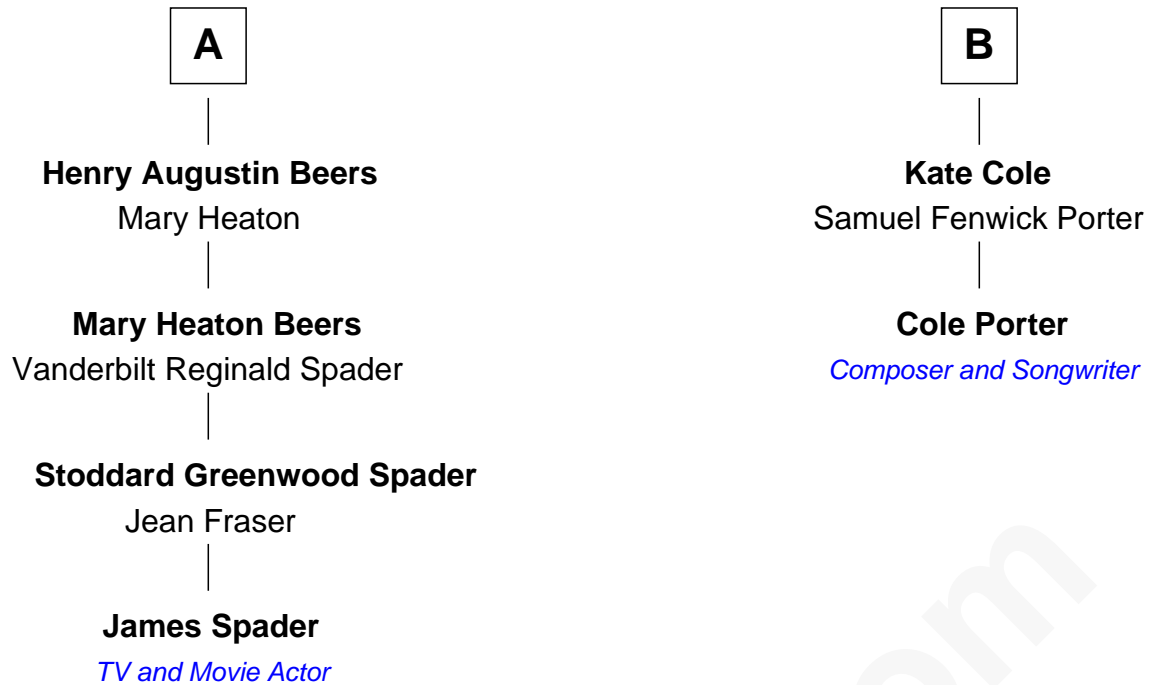 A
Henry Augustin Beers
Mary Heaton
Mary Heaton Beers
Vanderbilt Reginald Spader
Stoddard Greenwood Spader
Jean Fraser
James Spader
TV and Movie Actor
B
Kate Cole
Samuel Fenwick Porter
Cole Porter
Composer and Songwriter
om